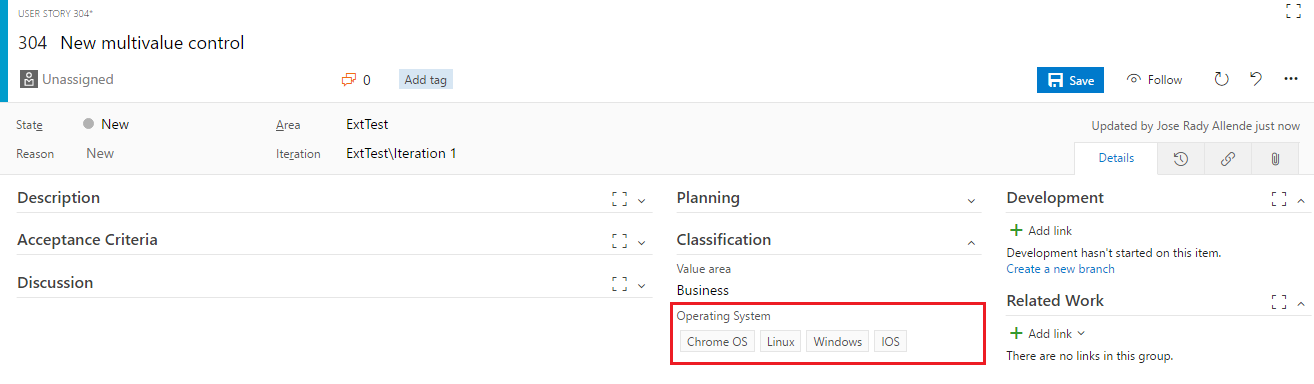 USER STORY 304*
304 New multivalue control
Unassigned 0 Add tag Save Follow
State New Area ExtTest Updated by Jose Rady Allende just now
Reason New Iteration ExtTest\Iteration 1 Details
Description Planning Development
Add link
Acceptance Criteria Classification
Development hasn't started on this item.
Value area Create a new branch
Discussion Business
Related Work
Operating System
Add link
Chrome OS Linux Windows IOS
There are no links in this group.